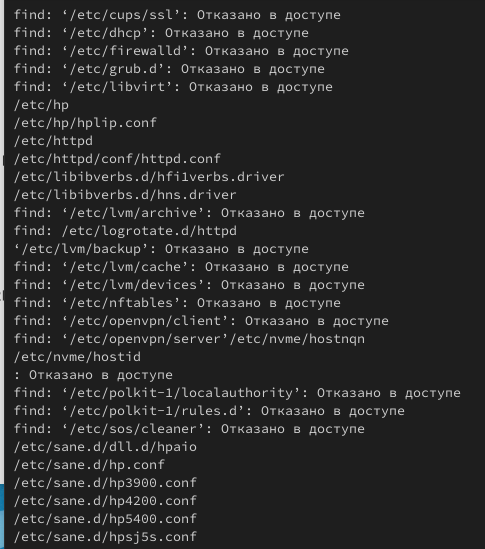 find: ‘/etc/cups/ssl’: Отказано в доступе
find: ‘/etc/dhcp’: Отказано в доступе
find: ‘/etc/firewalld’: Отказано в доступе
find: ‘/etc/grub.d’: Отказано в доступе
find: ‘/etc/libvirt’: Отказано в доступе
/etc/hp
/etc/hp/hplip.conf
/etc/httpd
/etc/httpd/conf/httpd.conf
/etc/libibverbs.d/hfi1verbs.driver
/etc/libibverbs.d/hns.driver
find: ‘/etc/lvm/archive’: Отказано в доступе
find: /etc/logrotate.d/httpd
‘/etc/lvm/backup’: Отказано в доступе
find: ‘/etc/lvm/cache’: Отказано в доступе
find: ‘/etc/lvm/devices’: Отказано в доступе
find: ‘/etc/nftables’: Отказано в доступе
find: ‘/etc/openvpn/client’: Отказано в доступе
find: ‘/etc/openvpn/server’/etc/nvme/hostnqn
/etc/nvme/hostid
: Отказано в доступе
find: ‘/etc/polkit-1/localauthority’: Отказано в доступе
find: ‘/etc/polkit-1/rules.d’: Отказано в доступе
find: ‘/etc/sos/cleaner’: Отказано в доступе
/etc/sane.d/dll.d/hpaio
/etc/sane.d/hp.conf
/etc/sane.d/hp3900.conf
/etc/sane.d/hp4200.conf
/etc/sane.d/hp5400.conf
/etc/sane.d/hpsj5s.conf